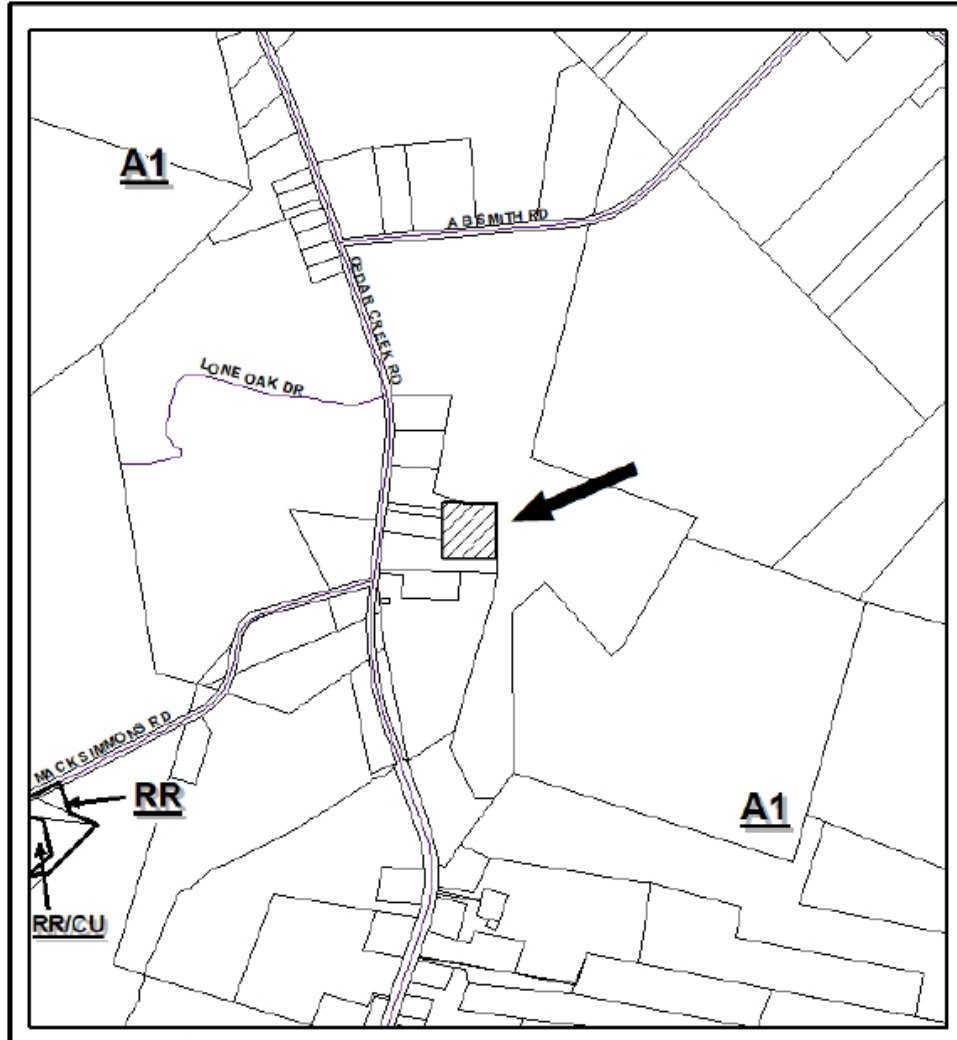 A1
A B SMITH RD
CEDAR CREEK RD
LONE OAK DR
MACK SIMMONS RD
RR
A1
RR/CU